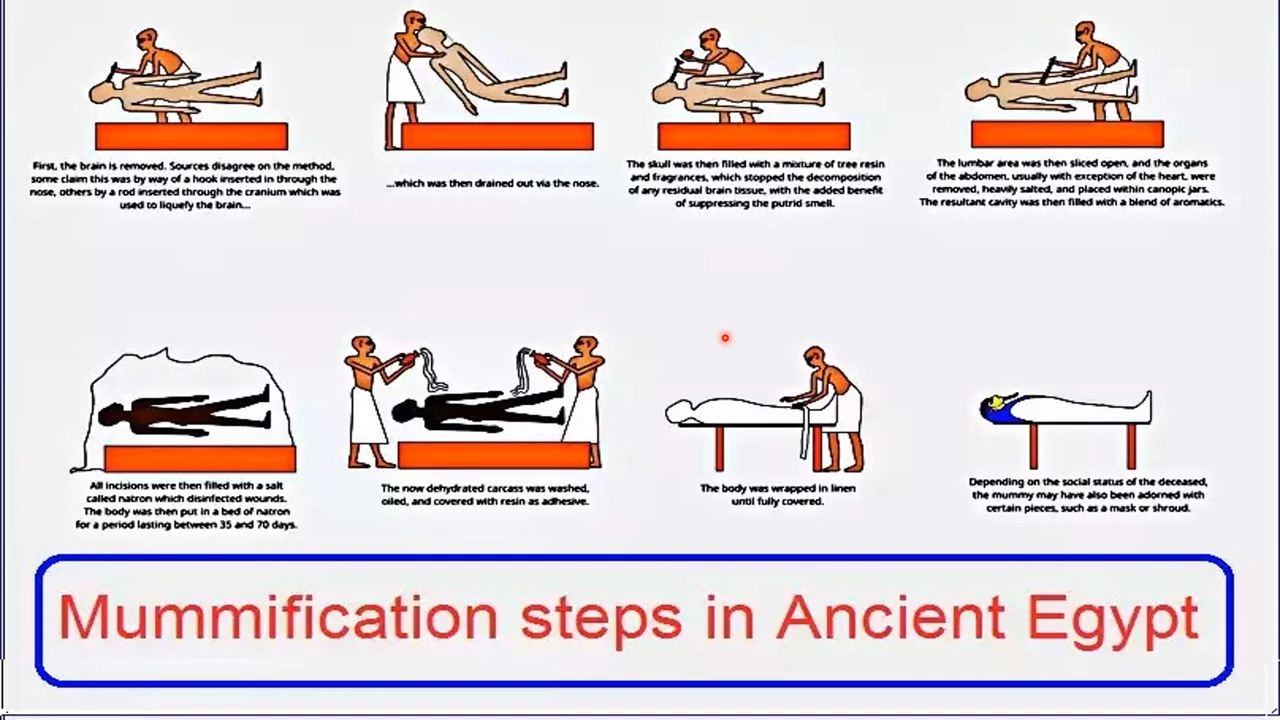 First, the brain is removed. Sources disagree on the method,
some claim this was by way of a hook inserted in through the
nose, others by a rod inserted through the cranium which was
used to liquefy the brain...
...which was then drained out via the nose.
The skull was then filled with a mixture of tree resin
and fragrances, which stopped the decomposition
of any residual brain tissue, with the added benefit
of suppressing the putrid smell.
The lumbar area was then sliced open, and the organs
of the abdomen, usually with exception of the heart, were
removed, heavily salted, and placed within canopic jars.
The resultant cavity was then filled with a blend of aromatics.
All incisions were then filled with a salt
called natron which disinfected wounds.
The body was then put in a bed of natron
for a period lasting between 35 and 70 days.
The now dehydrated carcass was washed,
oiled, and covered with resin as adhesive.
The body was wrapped in linen
until fully covered.
Depending on the social status of the deceased,
the mummy may have also been adorned with
certain pieces, such as a mask or shroud.
Mummification steps in Ancient Egypt